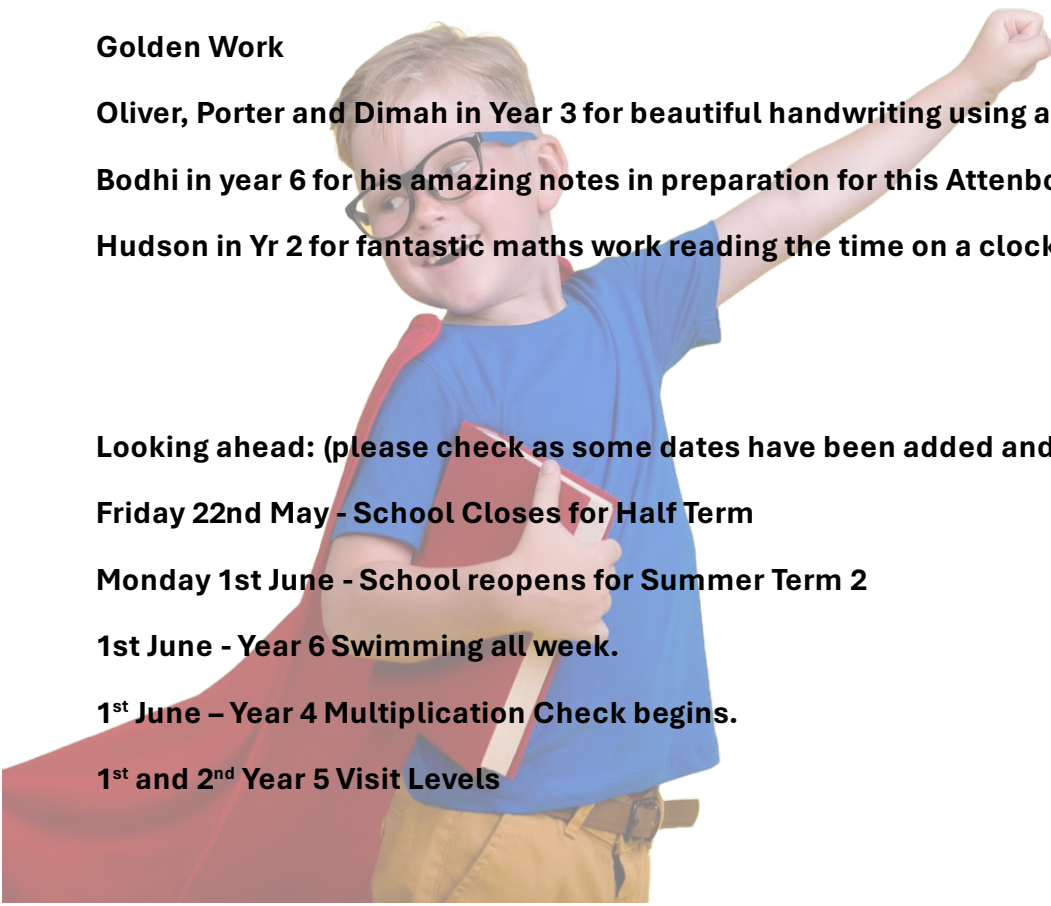 Golden Work
Oliver, Porter and Dimah in Year 3 for beautiful handwriting using a
Bodhi in year 6 for his amazing notes in preparation for this
Hudson in Yr 2 for fantastic maths work reading the time on a clock
Looking ahead: (please check as some dates have been added and
Friday 22nd May - School Closes for Half Term
Monday 1st June - School reopens for Summer Term 2
1st June - Year 6 Swimming all week.
1st June – Year 4 Multiplication Check begins.
1st and 2nd Year 5 Visit Levels